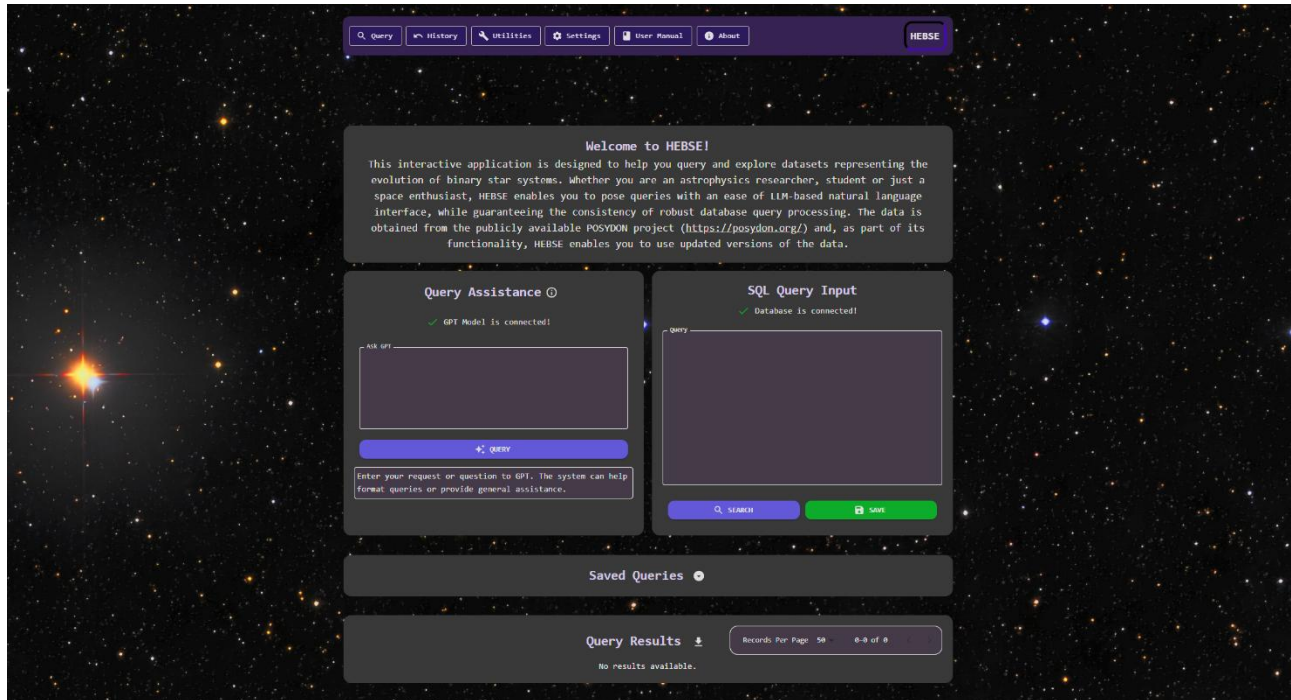 Query History Utilities Settings User Manual About HEBSE
Welcome to HEBSE!
This interactive application is designed to help you query and explore datasets representing the
evolution of binary star systems. Whether you are an astrophysics researcher, student or just a
space enthusiast, HEBSE enables you to pose queries with an ease of LLM-based natural language
interface, while guaranteeing the consistency of robust database query processing. The data is
obtained from the publicly available POSYDON project (https://posydon.org/) and, as part of its
functionality, HEBSE enables you to use updated versions of the data.
Query Assistance
GPT Model is connected!
Ask GPT
QUERY
Enter your request or question to GPT. The system can help
format queries or provide general assistance.
SQL Query Input
Database is connected!
Query
SEARCH SAVE
Saved Queries
Query Results
Records Per Page 50 0-0 of 0
No results available.